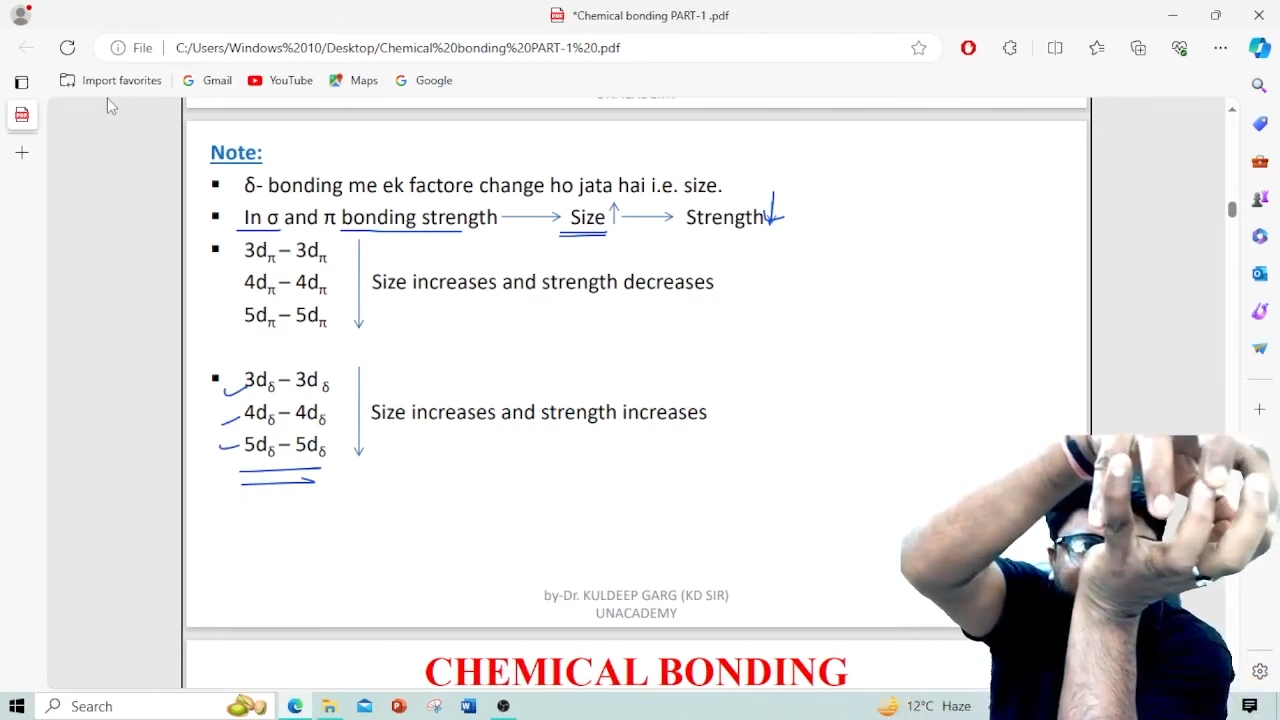 *Chemical bonding PART-1 .pdf
File
C:/Users/Windows%2010/Desktop/Chemical%20bonding%20PART-1%20.pdf
Import favorites
Gmail
YouTube
Maps
Google
Note:
δ- bonding me ek factore change ho jata hai i.e. size.
In σ and π bonding strength → Size ↑ → Strength ↓
3dπ – 3dπ
4dπ – 4dπ
5dπ – 5dπ
Size increases and strength decreases
3dδ – 3d δ
4dδ – 4dδ
5dδ – 5dδ
Size increases and strength increases
by-Dr. KULDEEP GARG (KD SIR)
UNACADEMY
CHEMICAL BONDING
Search
12°C Haze